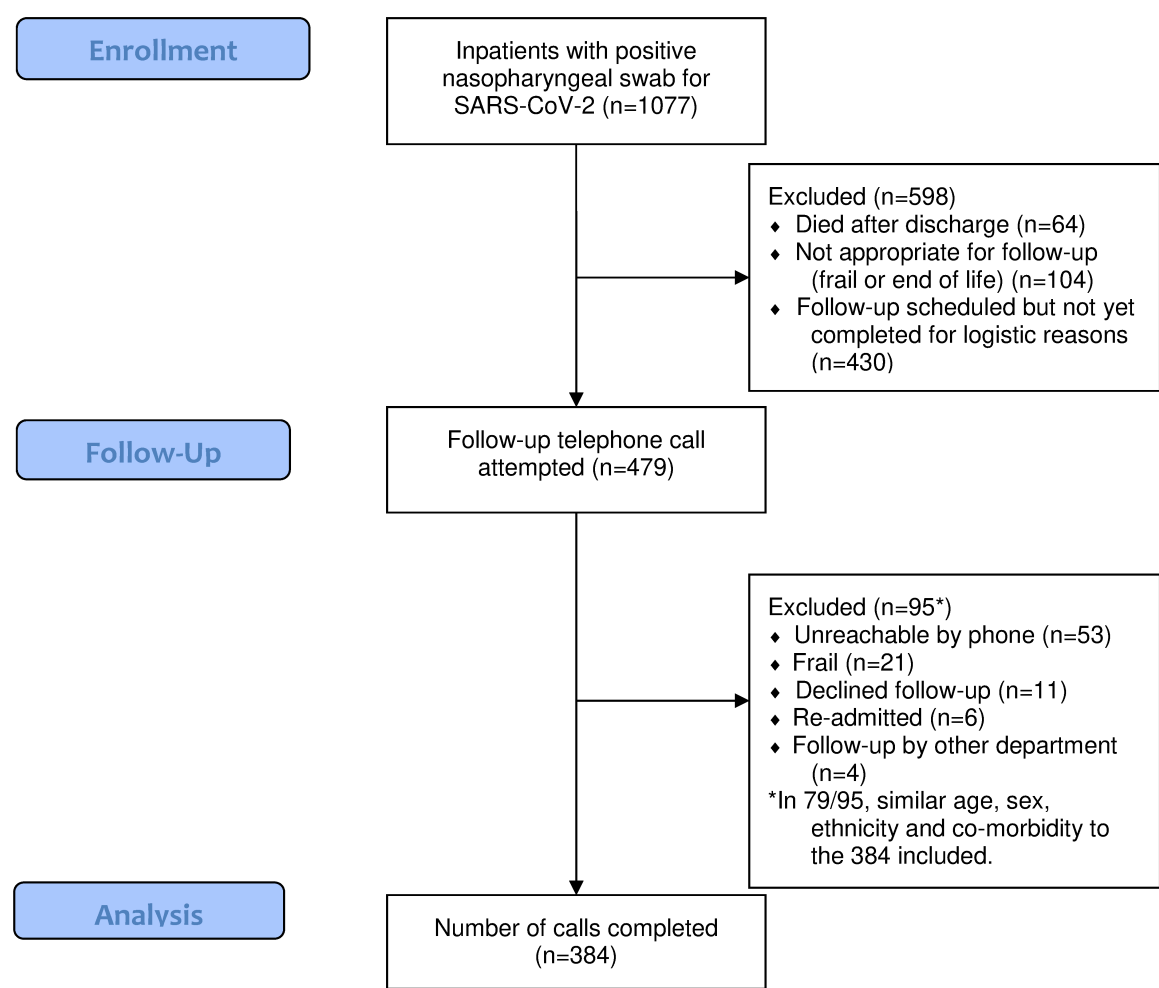 Enrollment
Inpatients with positive
nasopharyngeal swab for
SARS-CoV-2 (n=1077)
Excluded (n=598)
⬧ Died after discharge (n=64)
⬧ Not appropriate for follow-up
(frail or end of life) (n=104)
⬧ Follow-up scheduled but not yet
completed for logistic reasons
(n=430)
Follow-Up
Follow-up telephone call
attempted (n=479)
Excluded (n=95*)
⬧ Unreachable by phone (n=53)
⬧ Frail (n=21)
⬧ Declined follow-up (n=11)
⬧ Re-admitted (n=6)
⬧ Follow-up by other department
(n=4)
*In 79/95, similar age, sex,
ethnicity and co-morbidity to
the 384 included.
Analysis
Number of calls completed
(n=384)